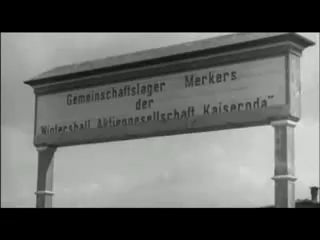 Gemeinschaftslager Merkers
der
"Wintershall Aktiengesellschaft Kaiseroda"